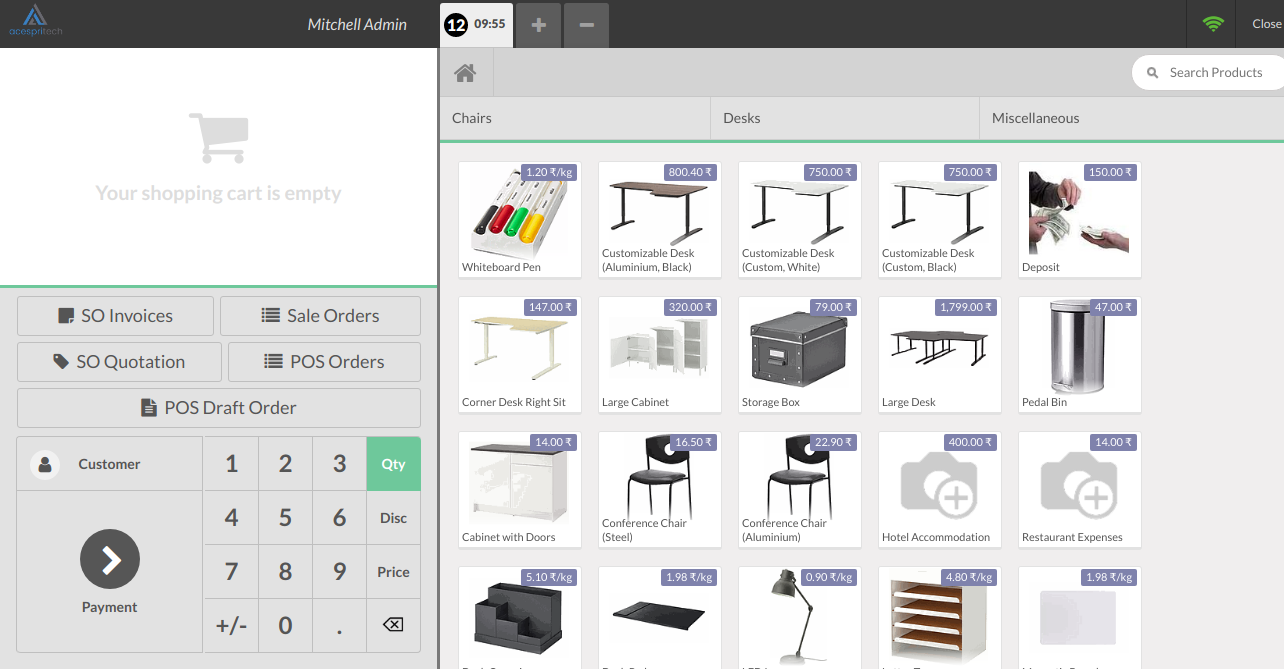 acespritech
Mitchell Admin
12 09:55
Close
Search Products
Chairs
Desks
Miscellaneous
Your shopping cart is empty
SO Invoices
Sale Orders
SO Quotation
POS Orders
POS Draft Order
Customer
Payment
1 2 3 Qty
4 5 6 Disc
7 8 9 Price
+/- 0 .
1.20 ₹/kg
Whiteboard Pen
800.40 ₹
Customizable Desk
(Aluminium, Black)
750.00 ₹
Customizable Desk
(Custom, White)
750.00 ₹
Customizable Desk
(Custom, Black)
150.00 ₹
Deposit
147.00 ₹
Corner Desk Right Sit
320.00 ₹
Large Cabinet
79.00 ₹
Storage Box
1,799.00 ₹
Large Desk
47.00 ₹
Pedal Bin
14.00 ₹
Cabinet with Doors
16.50 ₹
Conference Chair
(Steel)
22.90 ₹
Conference Chair
(Aluminium)
400.00 ₹
Hotel Accommodation
14.00 ₹
Restaurant Expenses
5.10 ₹/kg
1.98 ₹/kg
0.90 ₹/kg
4.80 ₹/kg
1.98 ₹/kg